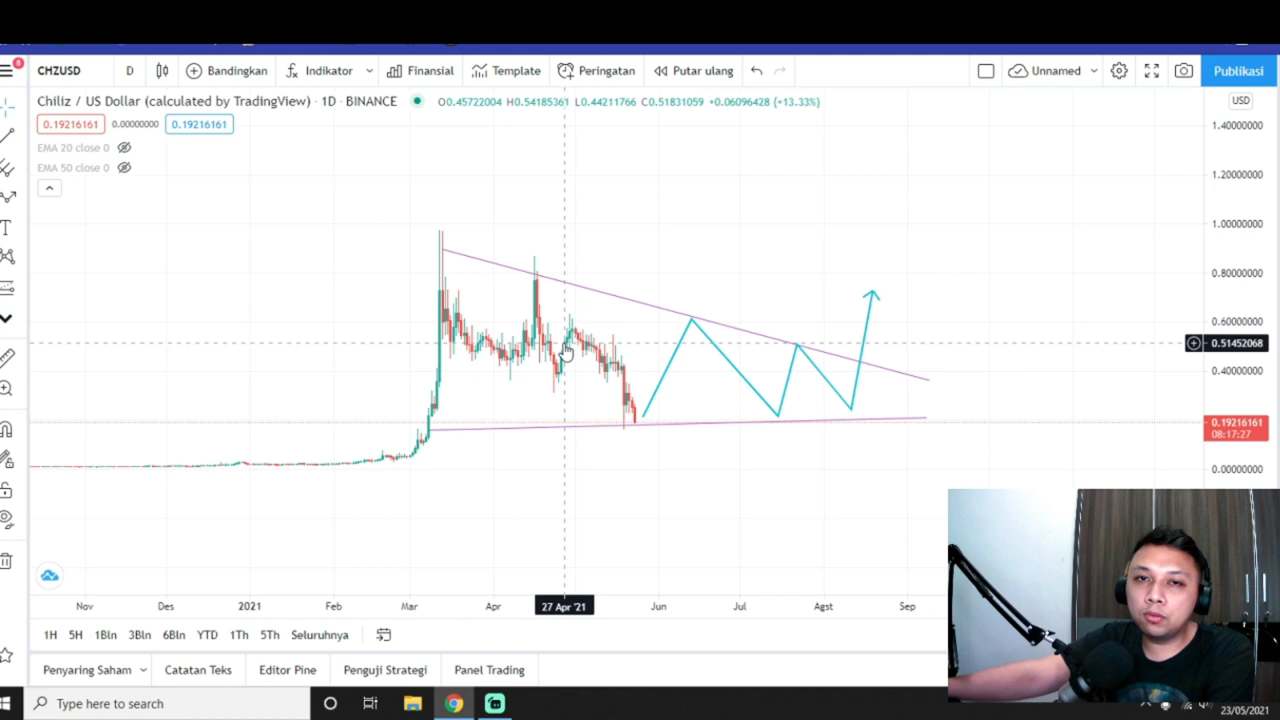 8
CHZUSD D Bandingkan Indikator Finansial Template Peringatan Putar ulang Unnamed Publikasi
Chiliz / US Dollar (calculated by TradingView) · 1D · BINANCE O0.45722004 H0.54185361 L0.44211766 C0.51831059 +0.06096428 (+13.33%)
USD
0.19216161 0.00000000 0.19216161
1.40000000
EMA 20 close 0
EMA 50 close 0
1.20000000
1.00000000
0.80000000
0.60000000
0.51452068
0.40000000
0.19216161
08:17:27
0.00000000
Nov Des 2021 Feb Mar Apr 27 Apr '21 Jun Jul Agst Sep
1H 5H 1Bln 3Bln 6Bln YTD 1Th 5Th Seluruhnya
Penyaring Saham Catatan Teks Editor Pine Penguji Strategi Panel Trading
Type here to search
23/05/2021